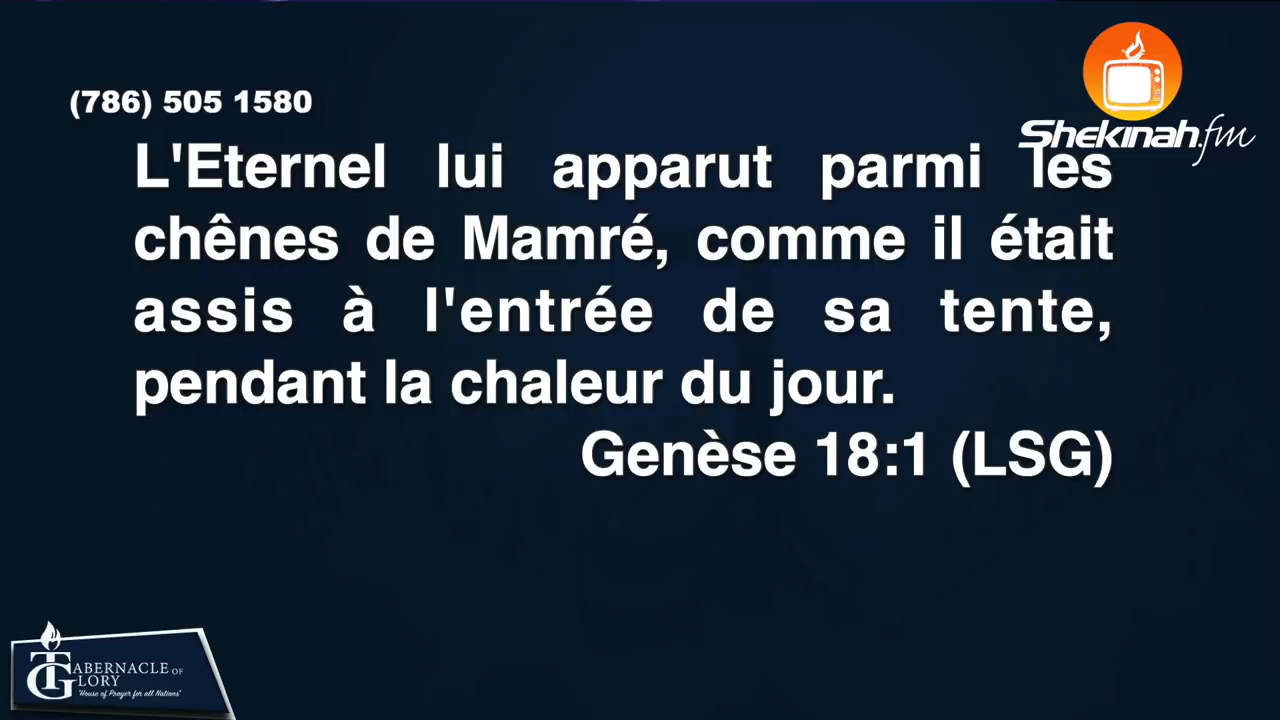 (786) 505 1580
Shekinah.fm
L'Eternel lui apparut parmi les
chênes de Mamré, comme il était
assis à l'entrée de sa tente,
pendant la chaleur du jour.
Genèse 18:1 (LSG)
TABERNACLE OF
GLORY
"House of Prayer for all Nations"